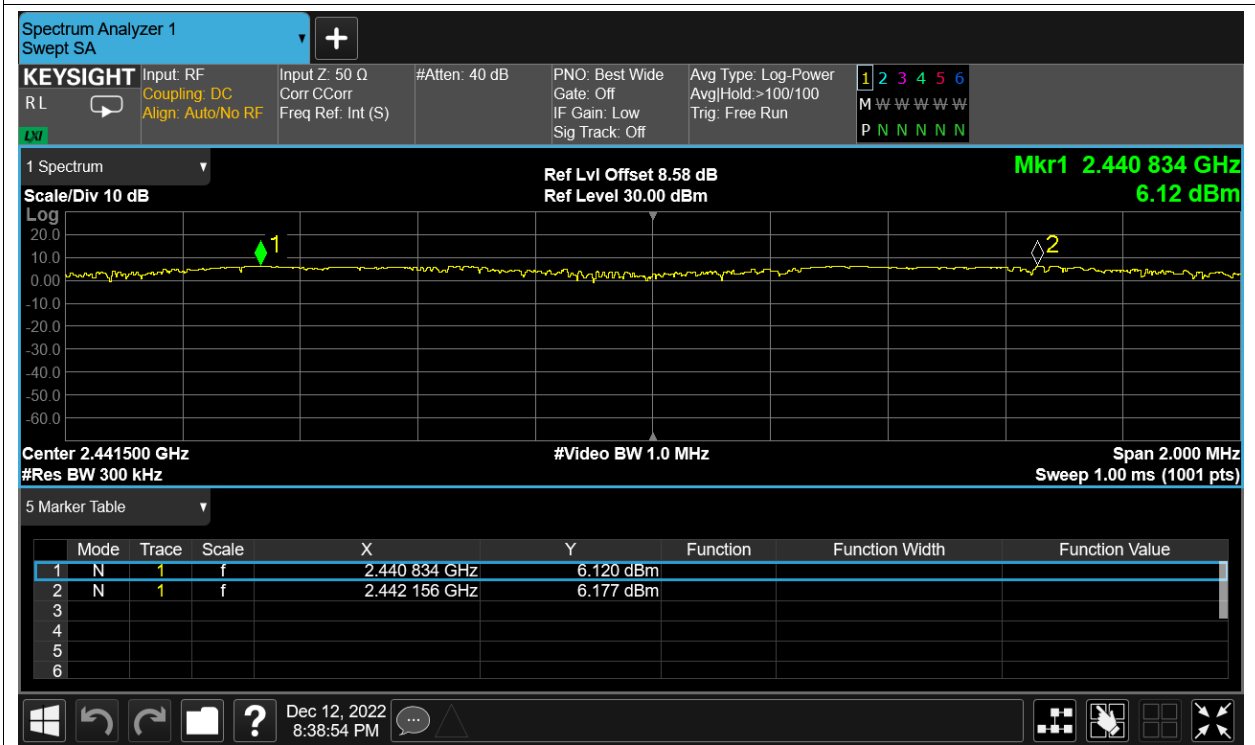 Spectrum Analyzer 1
Swept SA
+
KEYSIGHT Input: RF Input Z: 50 Ω #Atten: 40 dB PNO: Best Wide Avg Type: Log-Power 1 2 3 4 5 6
RL Coupling: DC Corr CCorr Gate: Off Avg|Hold:>100/100 M W W W W W
Align: Auto/No RF Freq Ref: Int (S) IF Gain: Low Trig: Free Run
LXI Sig Track: Off P N N N N N
1 Spectrum Ref Lvl Offset 8.58 dB Mkr1 2.440 834 GHz
Scale/Div 10 dB Ref Level 30.00 dBm 6.12 dBm
Log
20.0
10.0
0.00
-10.0
-20.0
-30.0
-40.0
-50.0
-60.0
1
2
Center 2.441500 GHz #Video BW 1.0 MHz Span 2.000 MHz
#Res BW 300 kHz Sweep 1.00 ms (1001 pts)
5 Marker Table
Mode Trace Scale X Y Function Function Width Function Value
1 N 1 f 2.440 834 GHz 6.120 dBm
2 N 1 f 2.442 156 GHz 6.177 dBm
3
4
5
6
? Dec 12, 2022
8:38:54 PM